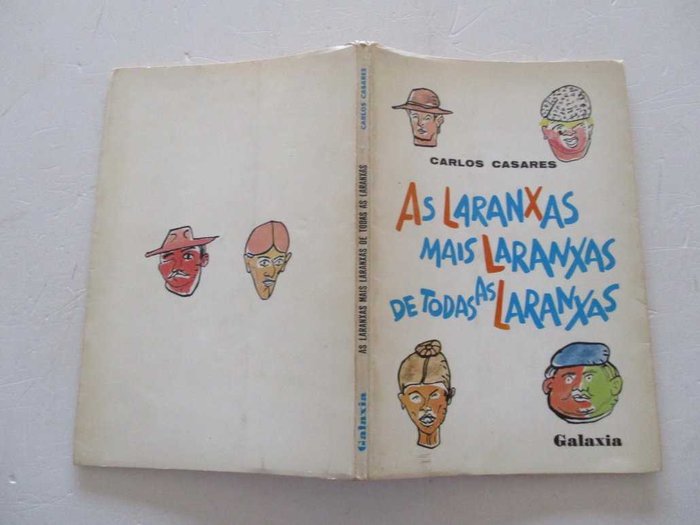 CARLOS CASARES
As LARANXAS
MAIS LARANXAS
DE TODAS AS LARANXAS
Galaxia
CARLOS CASARES
AS LARANXAS MAIS LARANXAS DE TODAS AS LARANXAS
Galaxia